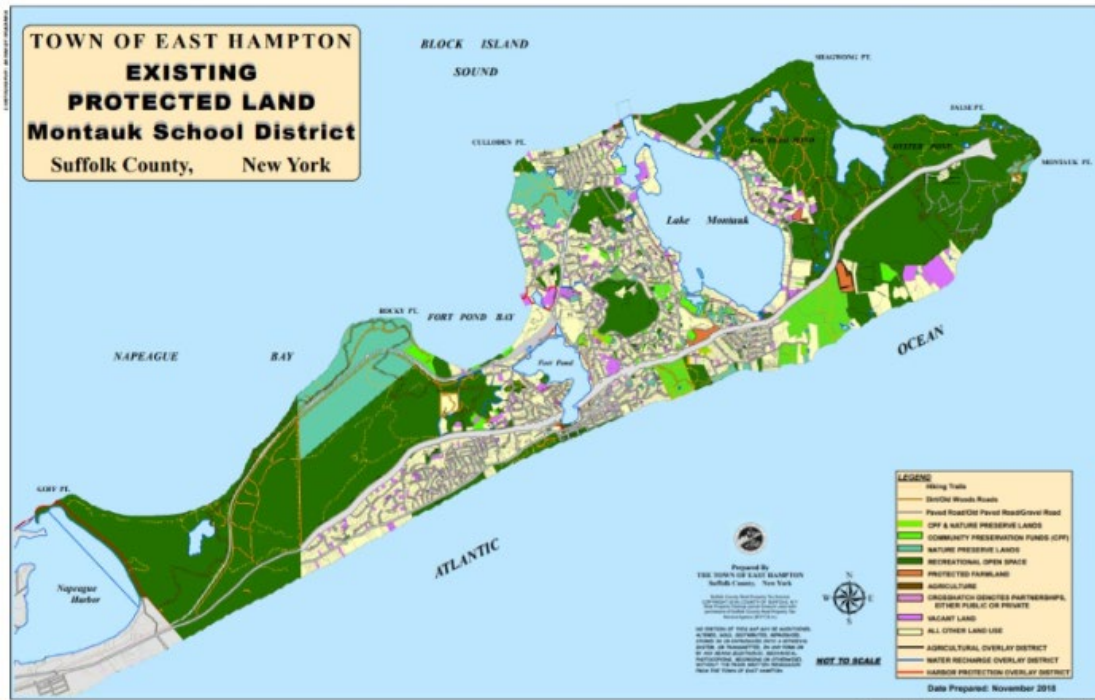 TOWN OF EAST HAMPTON
EXISTING
PROTECTED LAND
Montauk School District
Suffolk County, New York
BLOCK ISLAND
SOUND
SHAGWONG PT.
FALSE PT.
CULLODEN PT.
OYSTER POND
MONTAUK PT.
Lake Montauk
ROCKY PT.
FORT POND BAY
NAPEAGUE BAY
Fort Pond
OCEAN
GOFF PT.
ATLANTIC
Napeague
Harbor
LEGEND
Hiking Trails
Dirt/Old Woods Roads
Paved Road/Old Paved Road/Gravel Road
CPF & NATURE PRESERVE LANDS
COMMUNITY PRESERVATION FUNDS (CPF)
NATURE PRESERVE LANDS
RECREATIONAL OPEN SPACE
PROTECTED FARMLAND
AGRICULTURE
CROSSHATCH DENOTES PARTNERSHIPS,
EITHER PUBLIC OR PRIVATE
VACANT LAND
ALL OTHER LAND USE
AGRICULTURAL OVERLAY DISTRICT
WATER RECHARGE OVERLAY DISTRICT
HARBOR PROTECTION OVERLAY DISTRICT
Prepared By
THE TOWN OF EAST HAMPTON
Suffolk County, New York
N
W E
S
NOT TO SCALE
Date Prepared: November 2018